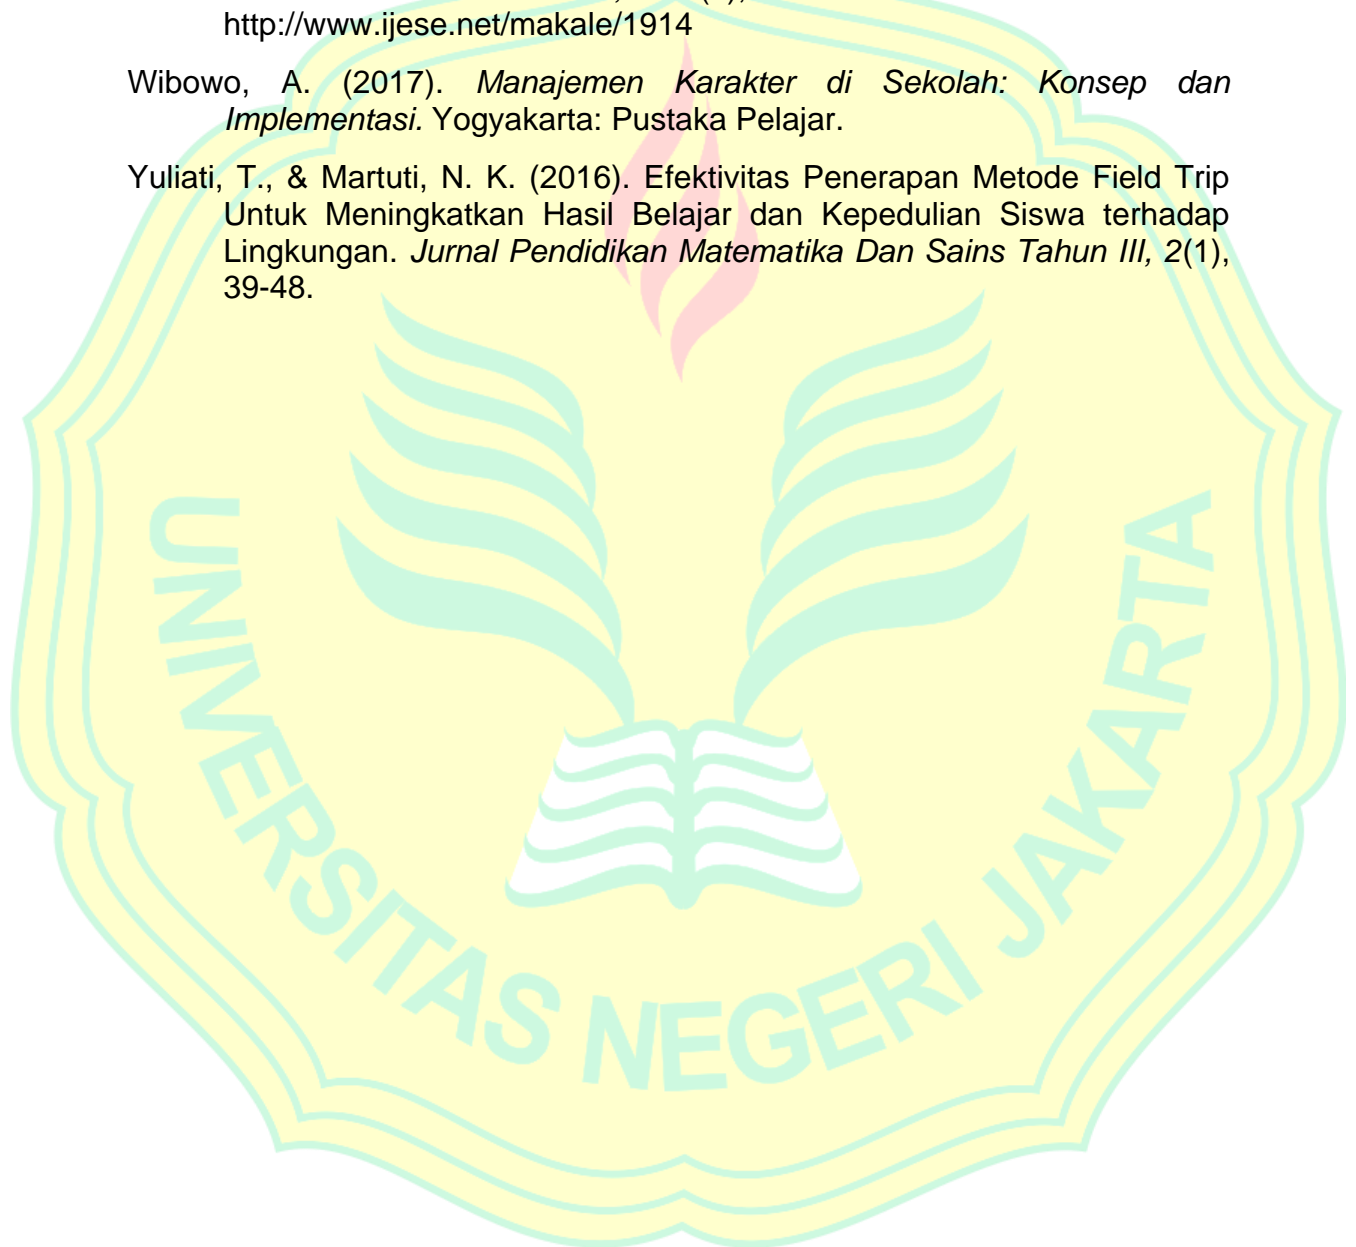 http://www.ijese.net/makale/1914
Wibowo, A. (2017). Manajemen Karakter di Sekolah: Konsep dan
Implementasi. Yogyakarta: Pustaka Pelajar.
Yuliati, T., & Martuti, N. K. (2016). Efektivitas Penerapan Metode Field Trip
Untuk Meningkatkan Hasil Belajar dan Kepedulian Siswa terhadap
Lingkungan. Jurnal Pendidikan Matematika Dan Sains Tahun III, 2(1),
39-48.
UNIVERSITAS NEGERI JAKARTA